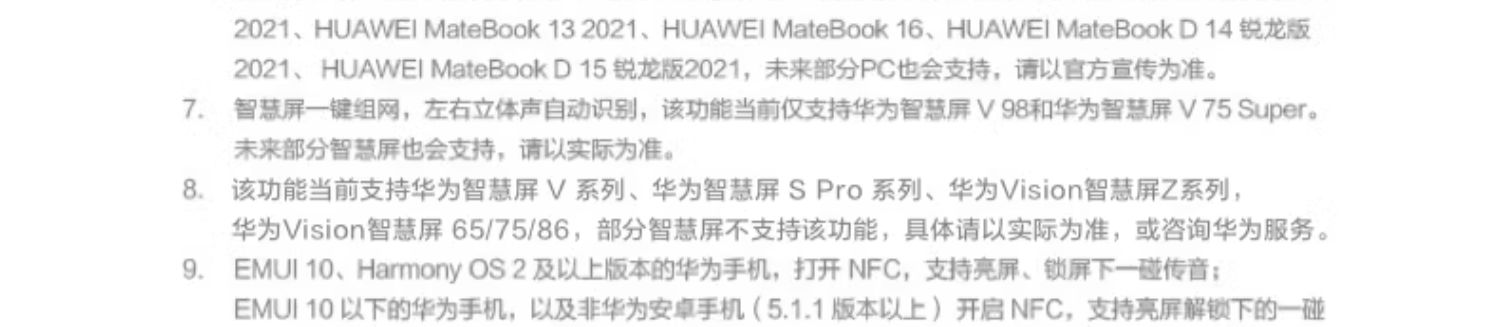 2021、HUAWEI MateBook 13 2021、HUAWEI MateBook 16、HUAWEI MateBook D 14 锐龙版
2021、 HUAWEI MateBook D 15 锐龙版2021，未来部分PC也会支持，请以官方宣传为准。
7. 智慧屏一键组网，左右立体声自动识别，该功能当前仅支持华为智慧屏 V 98和华为智慧屏 V 75 Super。
未来部分智慧屏也会支持，请以实际为准。
8. 该功能当前支持华为智慧屏 V 系列、华为智慧屏 S Pro 系列、华为Vision智慧屏Z系列，
华为Vision智慧屏 65/75/86，部分智慧屏不支持该功能，具体请以实际为准，或咨询华为服务。
9. EMUI 10、Harmony OS 2 及以上版本的华为手机，打开 NFC，支持亮屏、锁屏下一碰传音；
EMUI 10 以下的华为手机，以及非华为安卓手机（5.1.1 版本以上）开启 NFC，支持亮屏解锁下的一碰